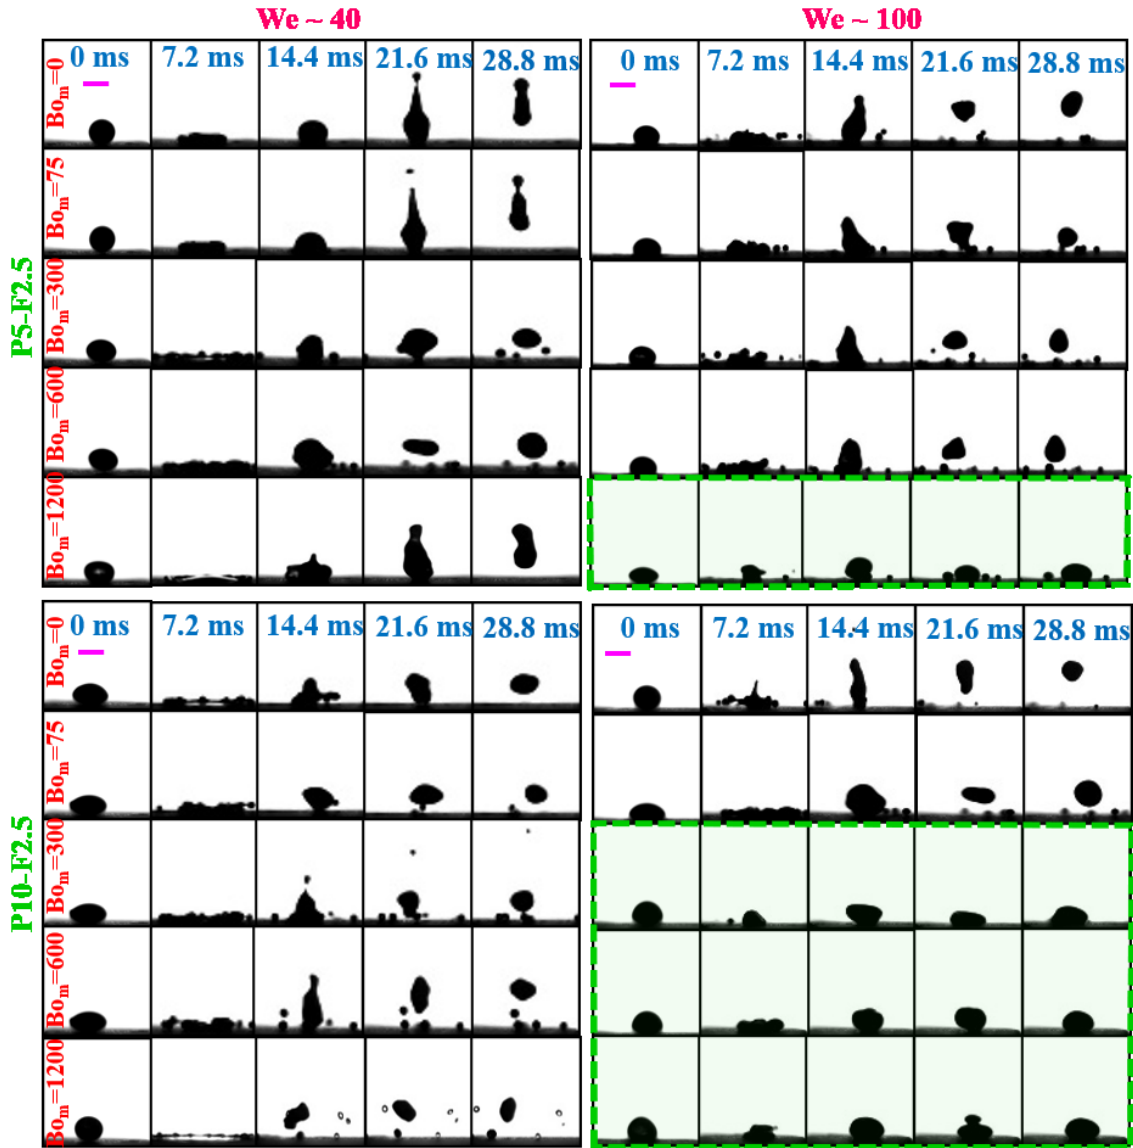 We ~ 40
We ~ 100
0 ms 7.2 ms 14.4 ms 21.6 ms 28.8 ms
0 ms 7.2 ms 14.4 ms 21.6 ms 28.8 ms
P5-F2.5
Boₘ=0
Boₘ=75
Boₘ=300
Boₘ=600
Boₘ=1200
0 ms 7.2 ms 14.4 ms 21.6 ms 28.8 ms
0 ms 7.2 ms 14.4 ms 21.6 ms 28.8 ms
P10-F2.5
Boₘ=0
Boₘ=75
Boₘ=300
Boₘ=600
Boₘ=1200